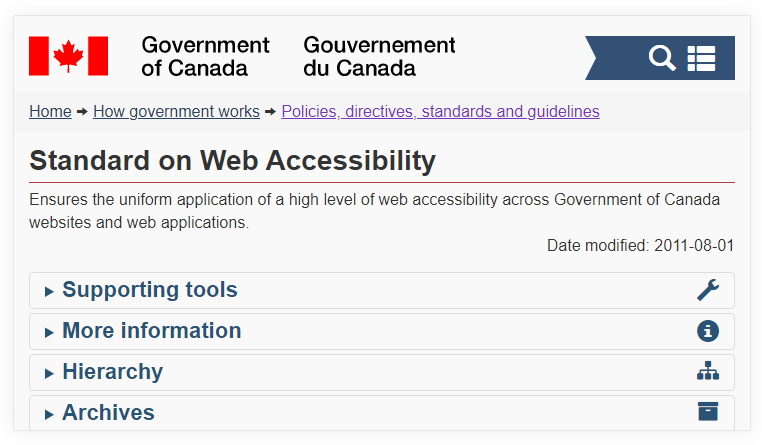 Government Gouvernement
of Canada du Canada
Home → How government works → Policies, directives, standards and guidelines
Standard on Web Accessibility
Ensures the uniform application of a high level of web accessibility across Government of Canada
websites and web applications.
Date modified: 2011-08-01
Supporting tools
More information
Hierarchy
Archives